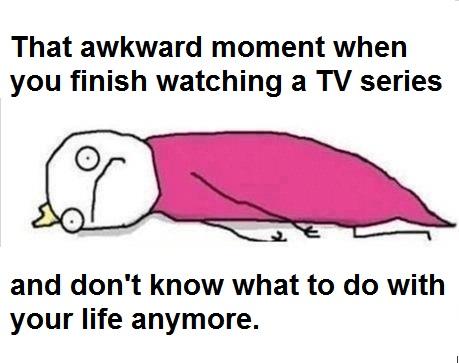 That awkward moment when
you finish watching a TV series
and don't know what to do with
your life anymore.